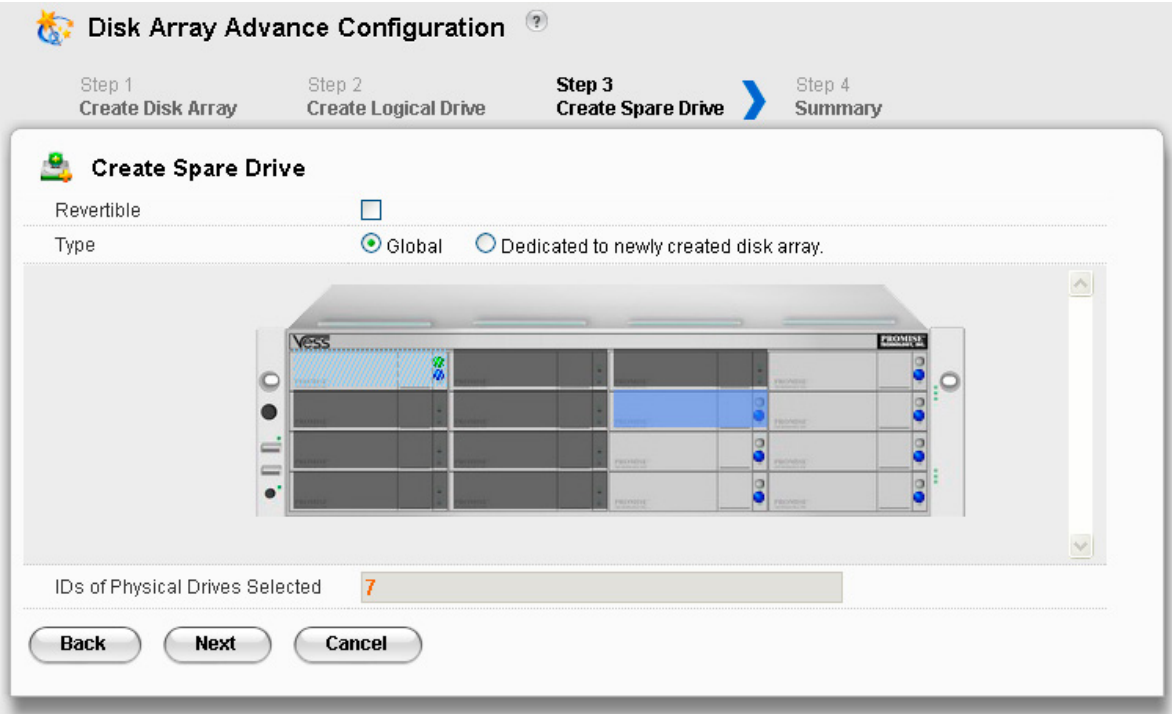 Disk Array Advance Configuration ?
Step 1 Step 2 Step 3 Step 4
Create Disk Array Create Logical Drive Create Spare Drive Summary
Create Spare Drive
Revertible
Type Global Dedicated to newly created disk array.
Vess PROMISE
TECHNOLOGY, INC.
IDs of Physical Drives Selected 7
Back Next Cancel